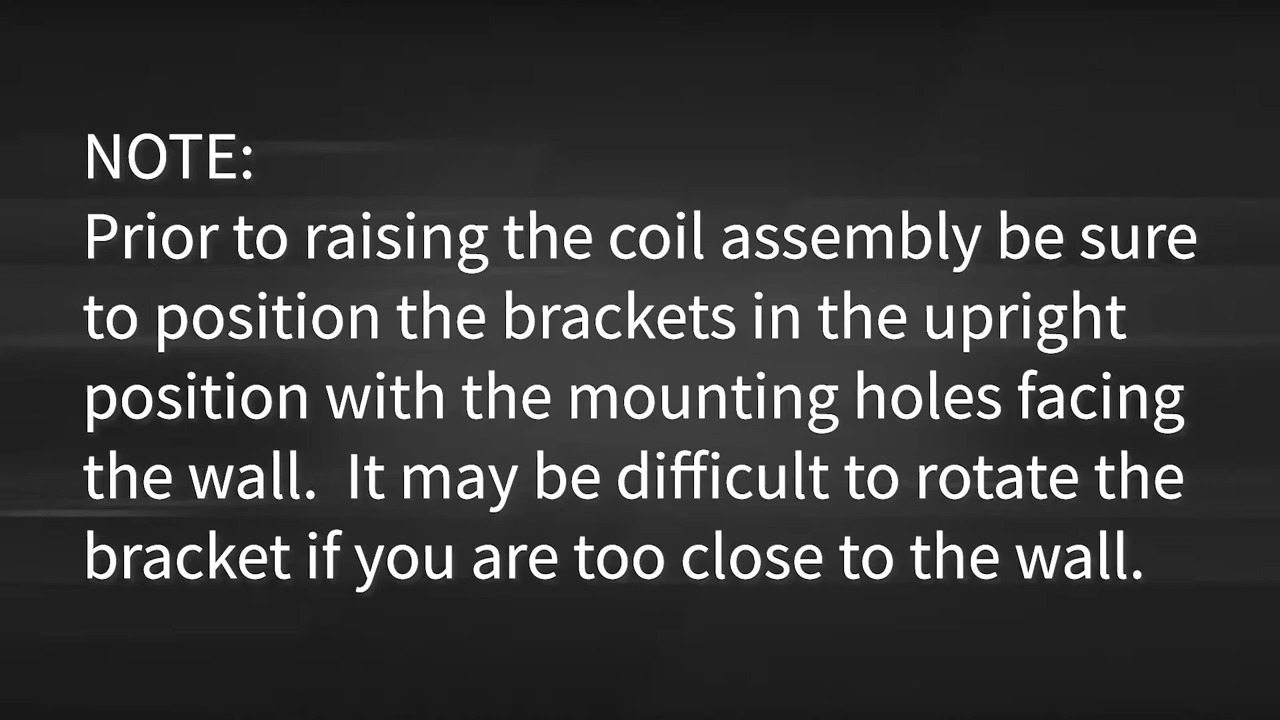 NOTE:
Prior to raising the coil assembly be sure
to position the brackets in the upright
position with the mounting holes facing
the wall.  It may be difficult to rotate the
bracket if you are too close to the wall.